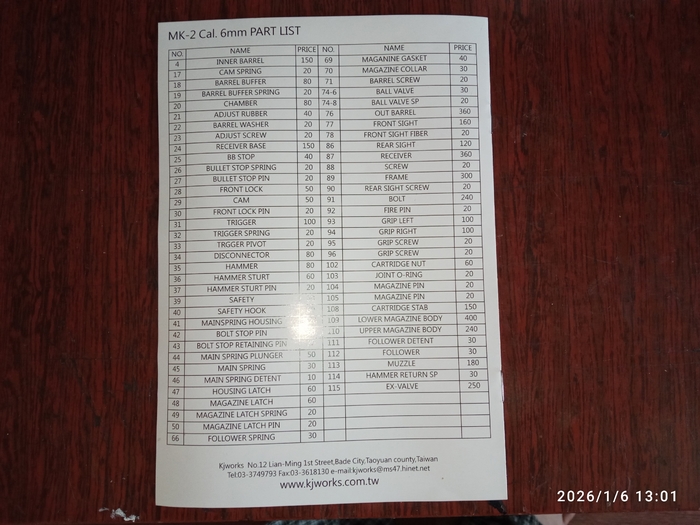 MK-2 Cal. 6mm PART LIST
NO. NAME PRICE NO. NAME PRICE
4 INNER BARREL 150 69 MAGANINE GASKET 40
17 CAM SPRING 20 70 MAGAZINE COLLAR 30
18 BARREL BUFFER 80 71 BARREL SCREW 20
19 BARREL BUFFER SPRING 20 74-6 BALL VALVE 30
20 CHAMBER 80 74-8 BALL VALVE SP 20
21 ADJUST RUBBER 40 76 OUT BARREL 360
22 BARREL WASHER 20 77 FRONT SIGHT 160
23 ADJUST SCREW 20 78 FRONT SIGHT FIBER 20
24 RECEIVER BASE 150 86 REAR SIGHT 120
25 BB STOP 40 87 RECEIVER 360
26 BULLET STOP SPRING 20 88 SCREW 20
27 BULLET STOP PIN 20 89 FRAME 300
28 FRONT LOCK 50 90 REAR SIGHT SCREW 20
29 CAM 50 91 BOLT 240
30 FRONT LOCK PIN 20 92 FIRE PIN 20
31 TRIGGER 100 93 GRIP LEFT 100
32 TRIGGER SPRING 20 94 GRIP RIGHT 100
33 TRGGER PIVOT 20 95 GRIP SCREW 20
34 DISCONNECTOR 80 96 GRIP SCREW 20
35 HAMMER 80 102 CARTRIDGE NUT 60
36 HAMMER STURT 60 103 JOINT O-RING 20
37 HAMMER STURT PIN 20 104 MAGAZINE PIN 20
39 SAFETY 105 MAGAZINE PIN 20
40 SAFETY HOOK 108 CARTRIDGE STAB 150
41 MAINSPRING HOUSING 109 LOWER MAGAZINE BODY 400
42 BOLT STOP PIN 110 UPPER MAGAZINE BODY 240
43 BOLT STOP RETAINING PIN 111 FOLLOWER DETENT 30
44 MAIN SPRING PLUNGER 50 112 FOLLOWER 30
45 MAIN SPRING 30 113 MUZZLE 180
46 MAIN SPRING DETENT 10 114 HAMMER RETURN SP 30
47 HOUSING LATCH 60 115 EX-VALVE 250
48 MAGAZINE LATCH 60
49 MAGAZINE LATCH SPRING 20
50 MAGAZINE LATCH PIN 20
66 FOLLOWER SPRING 30
Kjworks No.12 Lian-Ming 1st Street,Bade City,Taoyuan county,Taiwan
Tel:03-3749793 Fax:03-3618130 e-mail:kjworks@ms47.hinet.net
www.kjworks.com.tw
2026/1/6 13:01